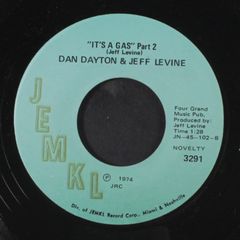 "IT'S A GAS" Part 2
(Jeff Levine)
DAN DAYTON & JEFF LEVINE
JEMKL
Four Grand
Music Pub.
Produced by:
Jeff Levine
Time 1:28
JN-45-102-B
NOVELTY
3291
℗ 1974
JRC
Div. of JEMKL Record Corp., Miami & Nashville